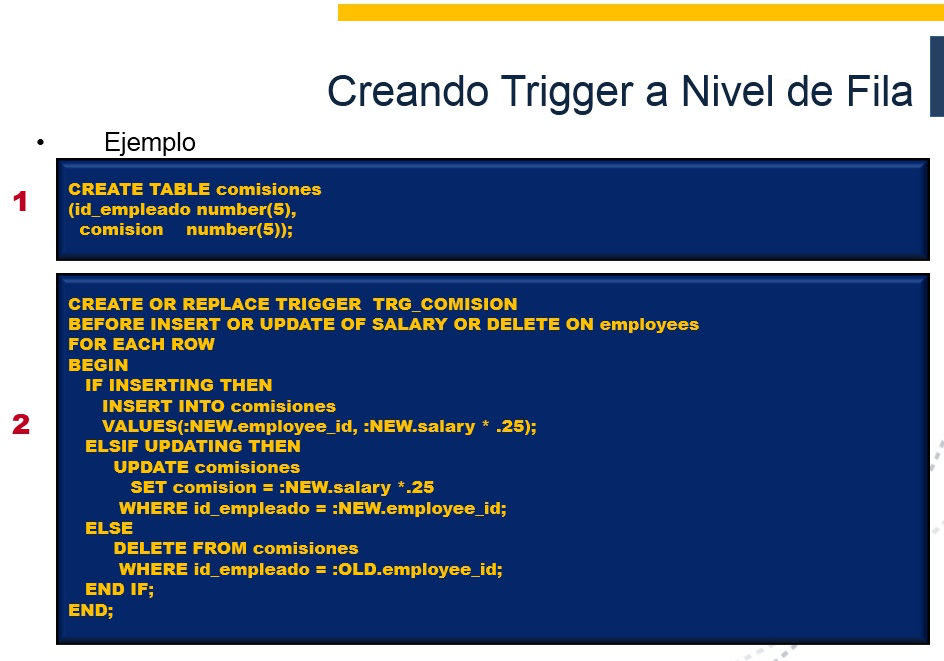 Creando Trigger a Nivel de Fila
• Ejemplo
1
CREATE TABLE comisiones
(id_empleado number(5),
comision number(5));
2
CREATE OR REPLACE TRIGGER TRG_COMISION
BEFORE INSERT OR UPDATE OF SALARY OR DELETE ON employees
FOR EACH ROW
BEGIN
IF INSERTING THEN
INSERT INTO comisiones
VALUES(:NEW.employee_id, :NEW.salary * .25);
ELSIF UPDATING THEN
UPDATE comisiones
SET comision = :NEW.salary *.25
WHERE id_empleado = :NEW.employee_id;
ELSE
DELETE FROM comisiones
WHERE id_empleado = :OLD.employee_id;
END IF;
END;